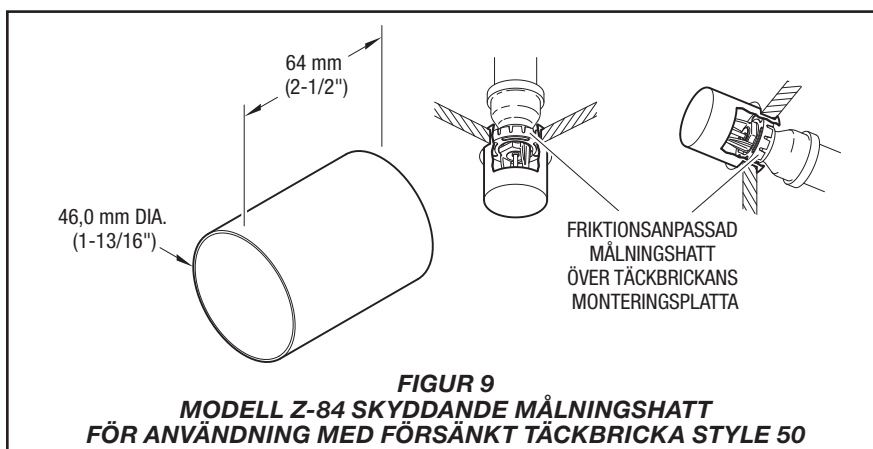 64 mm
(2-1/2")
46,0 mm DIA.
(1-13/16")
FRIKTIONSANPASSAD
MÅLNINGSHATT
ÖVER TÄCKBRICKANS
MONTERINGSPLATTA
FIGUR 9
MODELL Z-84 SKYDDANDE MÅLNINGSHATT
FÖR ANVÄNDNING MED FÖRSÄNKT TÄCKBRICKA STYLE 50